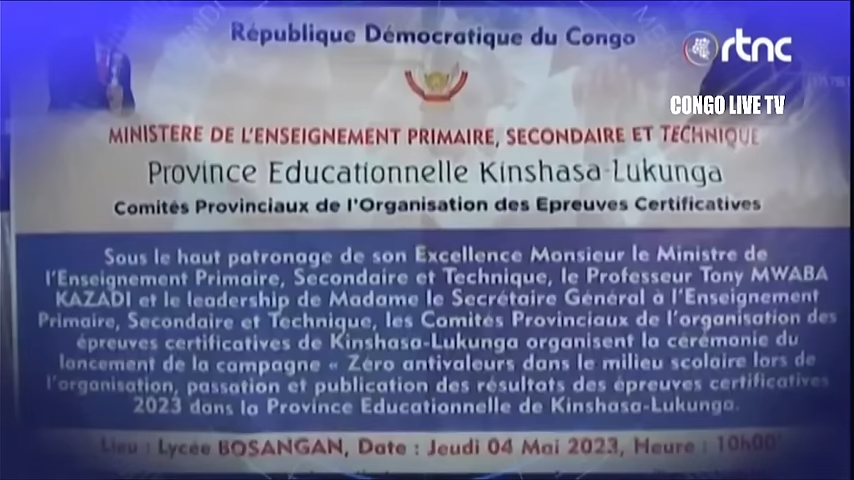 République Démocratique du Congo
rtnc
CONGO LIVE TV
MINISTERE DE L'ENSEIGNEMENT PRIMAIRE, SECONDAIRE ET TECHNIQUE
Province Educationnelle Kinshasa-Lukunga
Comités Provinciaux de l'Organisation des Epreuves Certificatives
Sous le haut patronage de son Excellence Monsieur le Ministre de
l'Enseignement Primaire, Secondaire et Technique, le Professeur Tony MWABA
KAZADI et le leadership de Madame le Secrétaire Général à l'Enseignement
Primaire, Secondaire et Technique, les Comités Provinciaux de l'organisation des
épreuves certificatives de Kinshasa-Lukunga organisent la cérémonie du
lancement de la campagne « Zéro antivaleurs dans le milieu scolaire lors de
l'organisation, passation et publication des résultats des épreuves certificatives
2023 dans la Province Educationnelle de Kinshasa-Lukunga.
Lieu : Lycée BOSANGAN, Date : Jeudi 04 Mai 2023, Heure : 10h00'